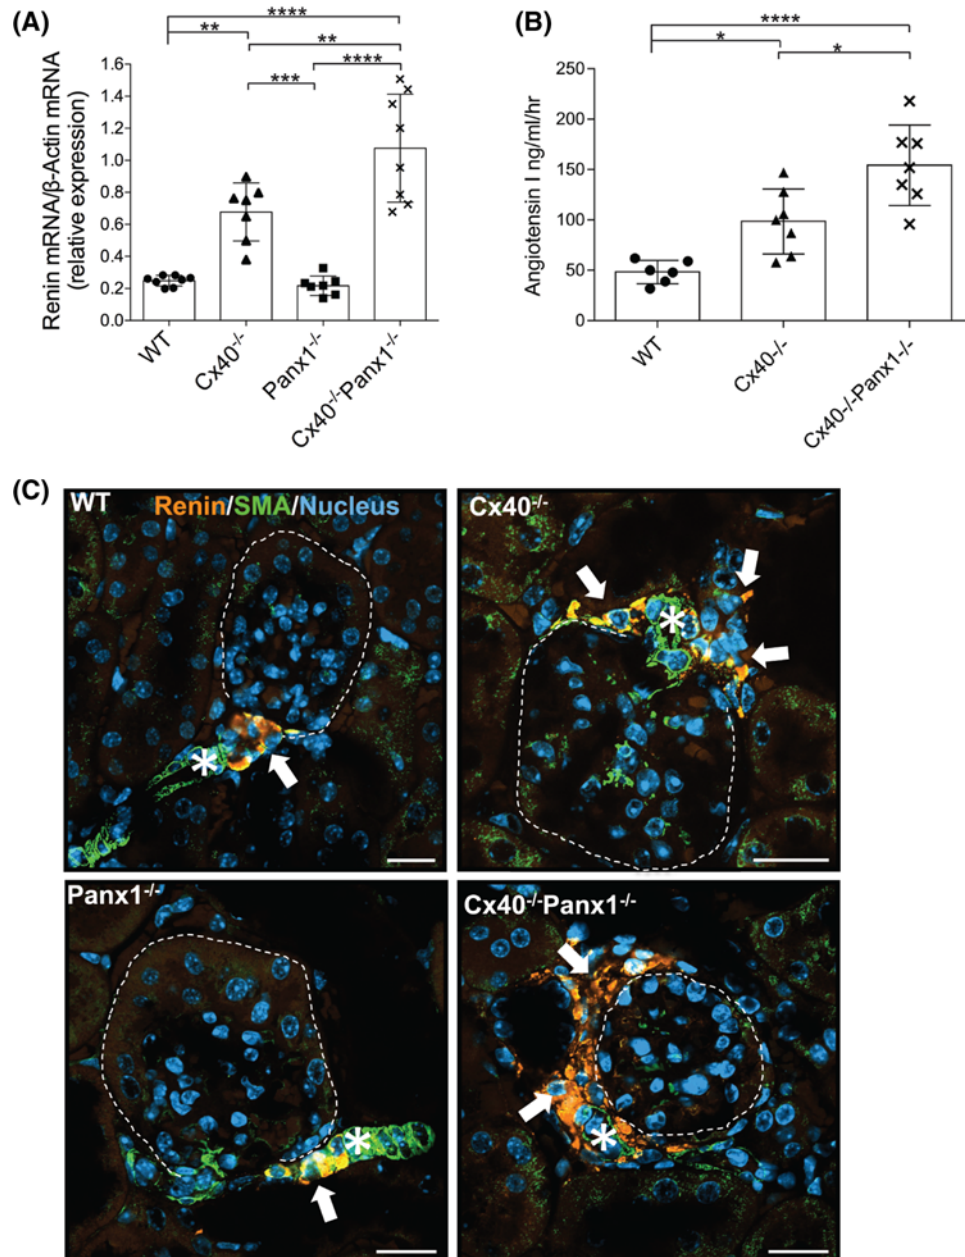 (A)
****
**
**
****
***
Renin mRNA/β-Actin mRNA
(relative expression)
1.6
1.4
1.2
1.0
0.8
0.6
0.4
0.2
0.0
WT
Cx40-/-
Panx1-/-
Cx40-/-Panx1-/-
(B)
****
*
*
Angiotensin I ng/ml/hr
250
200
150
100
50
0
WT
Cx40-/-
Cx40-/-Panx1-/-
(C)
WT
Renin/SMA/Nucleus
*
Cx40-/-
*
Panx1-/-
*
Cx40-/-Panx1-/-
*